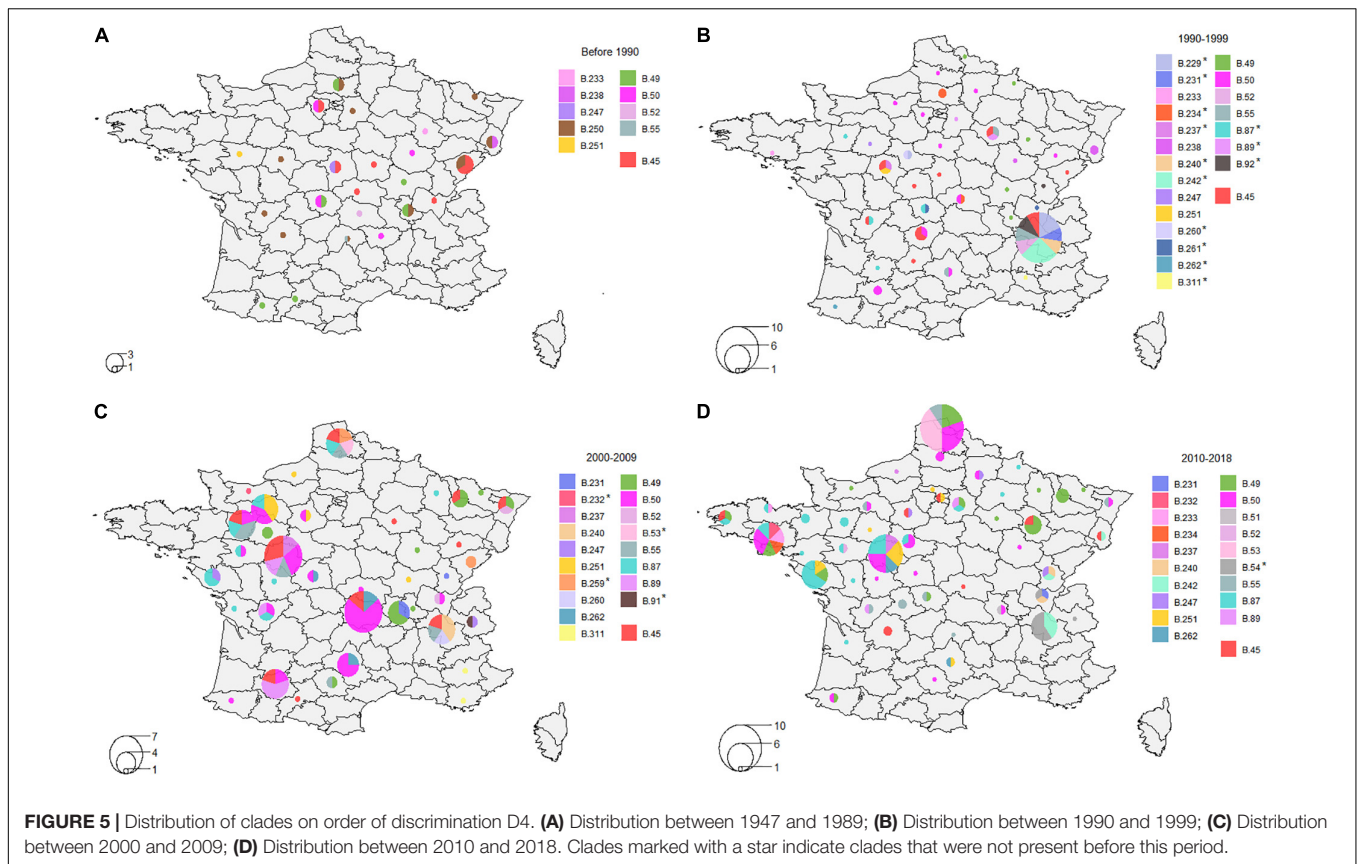 A
Before 1990
B.233
B.238
B.247
B.250
B.251
B.49
B.50
B.52
B.55
B.45
3
1
B
1990-1999
B.229 *
B.231 *
B.233
B.234 *
B.237 *
B.238
B.240 *
B.242 *
B.247
B.251
B.260 *
B.261 *
B.262 *
B.311 *
B.49
B.50
B.52
B.55
B.87 *
B.89 *
B.92 *
B.45
10
6
1
C
2000-2009
B.231
B.232 *
B.237
B.240
B.247
B.251
B.259 *
B.260
B.262
B.311
B.49
B.50
B.52
B.53 *
B.55
B.87
B.89
B.91 *
B.45
7
4
1
D
2010-2018
B.231
B.232
B.233
B.234
B.237
B.240
B.242
B.247
B.251
B.262
B.49
B.50
B.51
B.52
B.53
B.54 *
B.55
B.87
B.89
B.45
10
6
1
FIGURE 5 | Distribution of clades on order of discrimination D4. (A) Distribution between 1947 and 1989; (B) Distribution between 1990 and 1999; (C) Distribution
between 2000 and 2009; (D) Distribution between 2010 and 2018. Clades marked with a star indicate clades that were not present before this period.